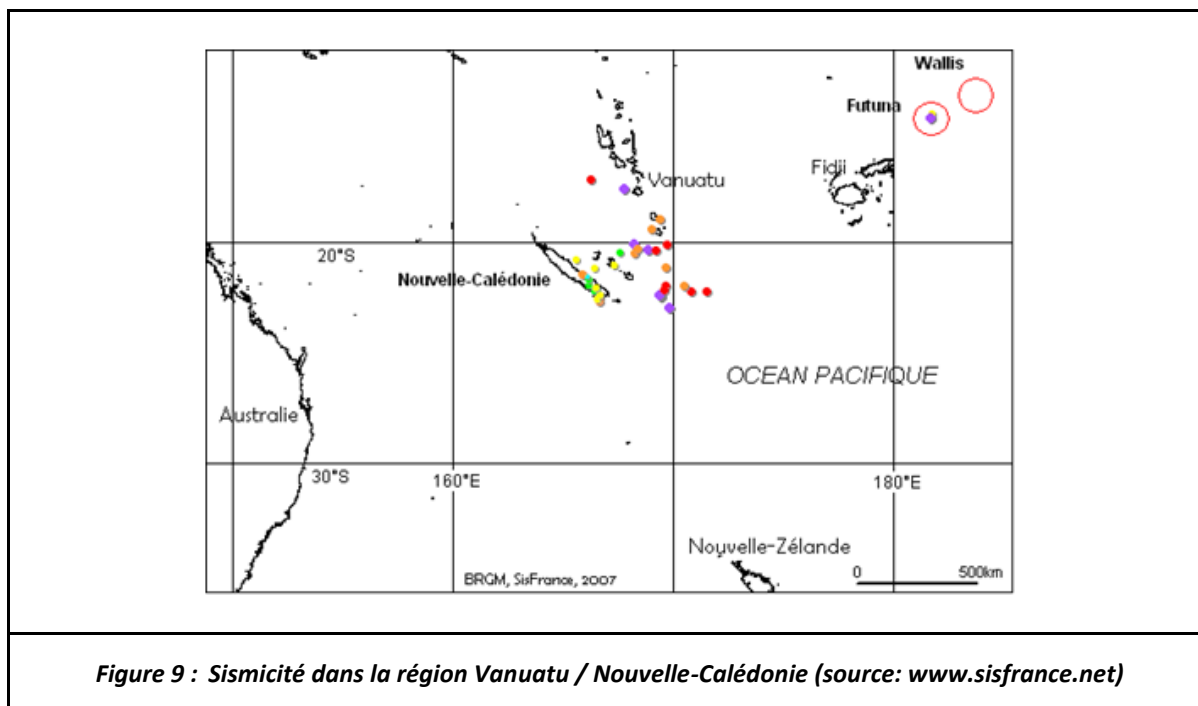 Wallis
Futuna
Fidji
Vanuatu
20°S
Nouvelle-Calédonie
OCEAN PACIFIQUE
Australie
30°S
160°E
180°E
Nouvelle-Zélande
BRGM, SisFrance, 2007
0 500km
Figure 9 : Sismicité dans la région Vanuatu / Nouvelle-Calédonie (source: www.sisfrance.net)